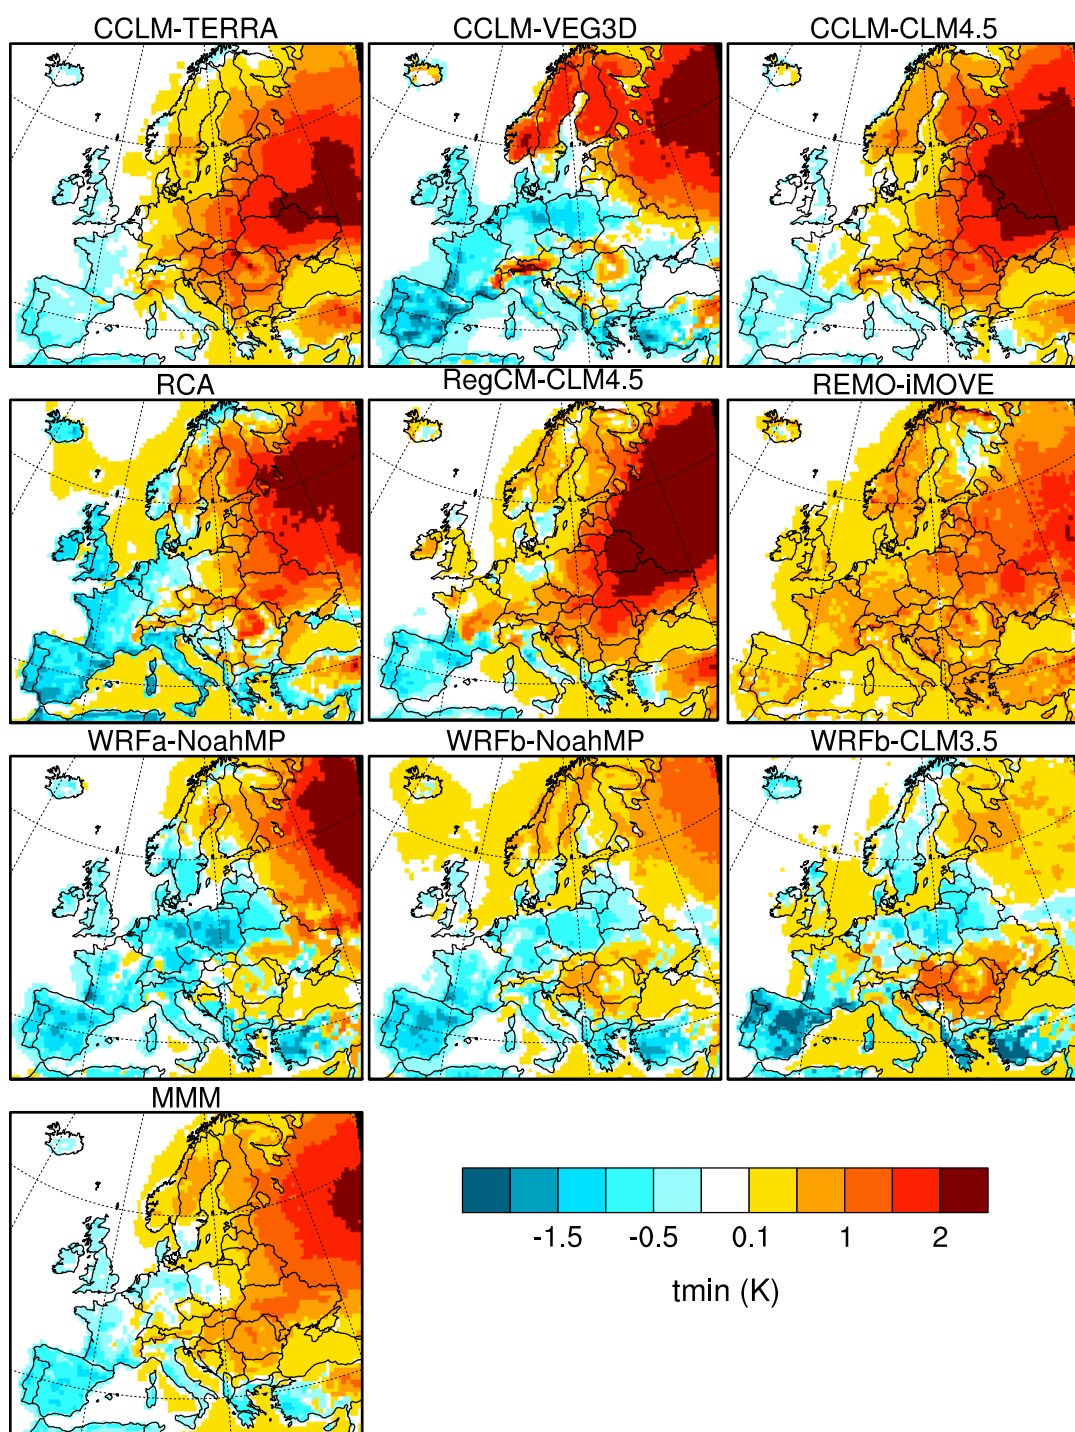 CCLM-TERRA CCLM-VEG3D CCLM-CLM4.5
RCA RegCM-CLM4.5 REMO-iMOVE
WRFa-NoahMP WRFb-NoahMP WRFb-CLM3.5
MMM
-1.5 -0.5 0.1 1 2
tmin (K)